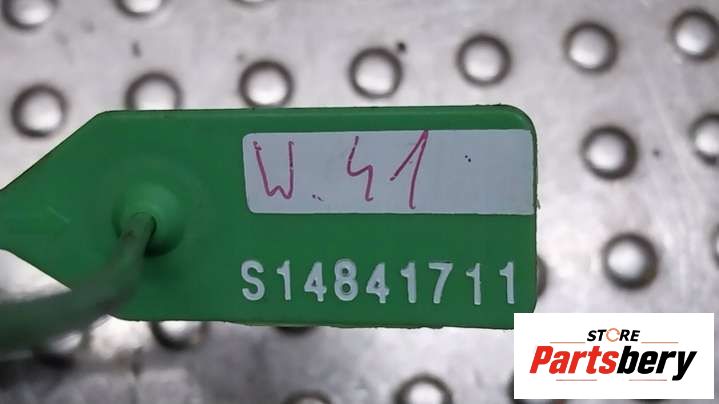 W. 41
S14841711
STORE
Partsbery